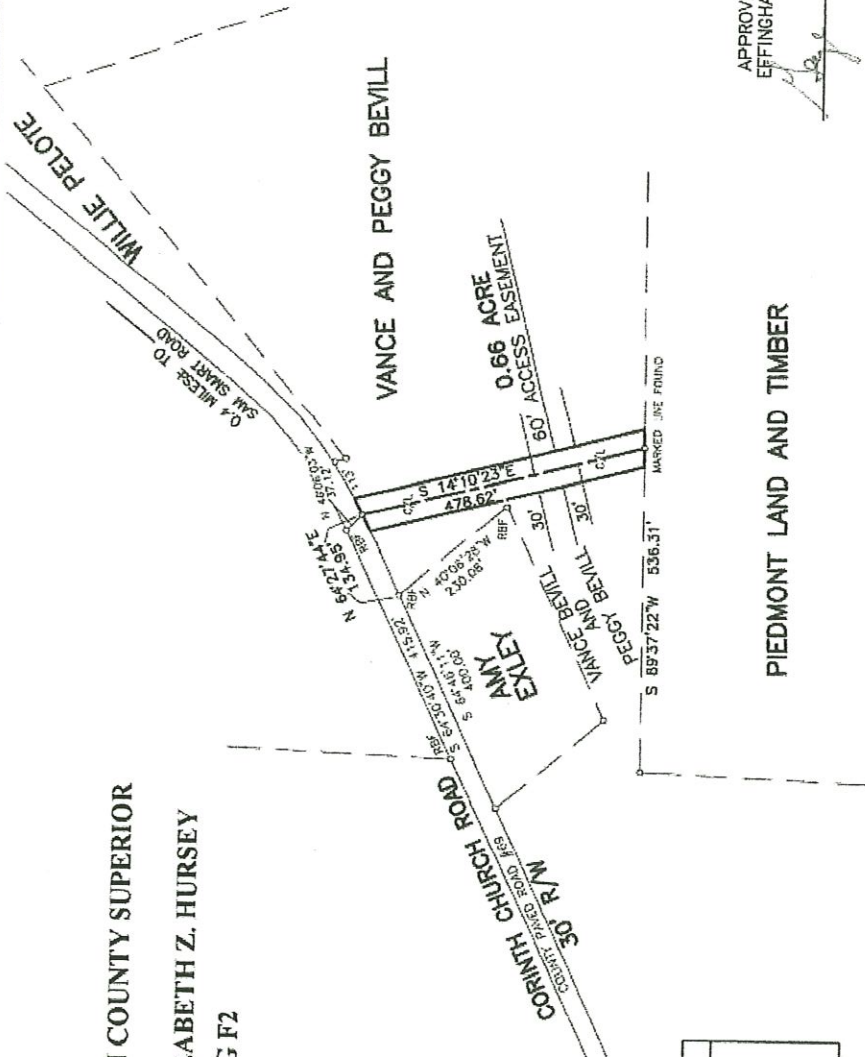 COUNTY SUPERIOR
ABETH Z. HURSEY
G F2
WILLIE PELOTE
0.4 MILES± TO
SAM SMART ROAD
VANCE AND PEGGY BEVILL
APPROV
EFFINGHA
N 64°27'44"E
134.95'
37.12'
113'
RBF
0.66 ACRE
ACCESS EASEMENT
60'
30'
30'
S 14°10'23"E
478.62'
C/L
C/L
RBF
S 64°30'40"W 415.92'
S 64°46'11"W
400.00'
RBF
N 40°06'28"W
230.08'
RBF
AMY
EXLEY
VANCE BEVILL
AND
PEGGY BEVILL
MARKED LINE FOUND
S 89°37'22"W 536.31'
CORINTH CHURCH ROAD
COUNTY PAVED ROAD #69
30' R/W
PIEDMONT LAND AND TIMBER